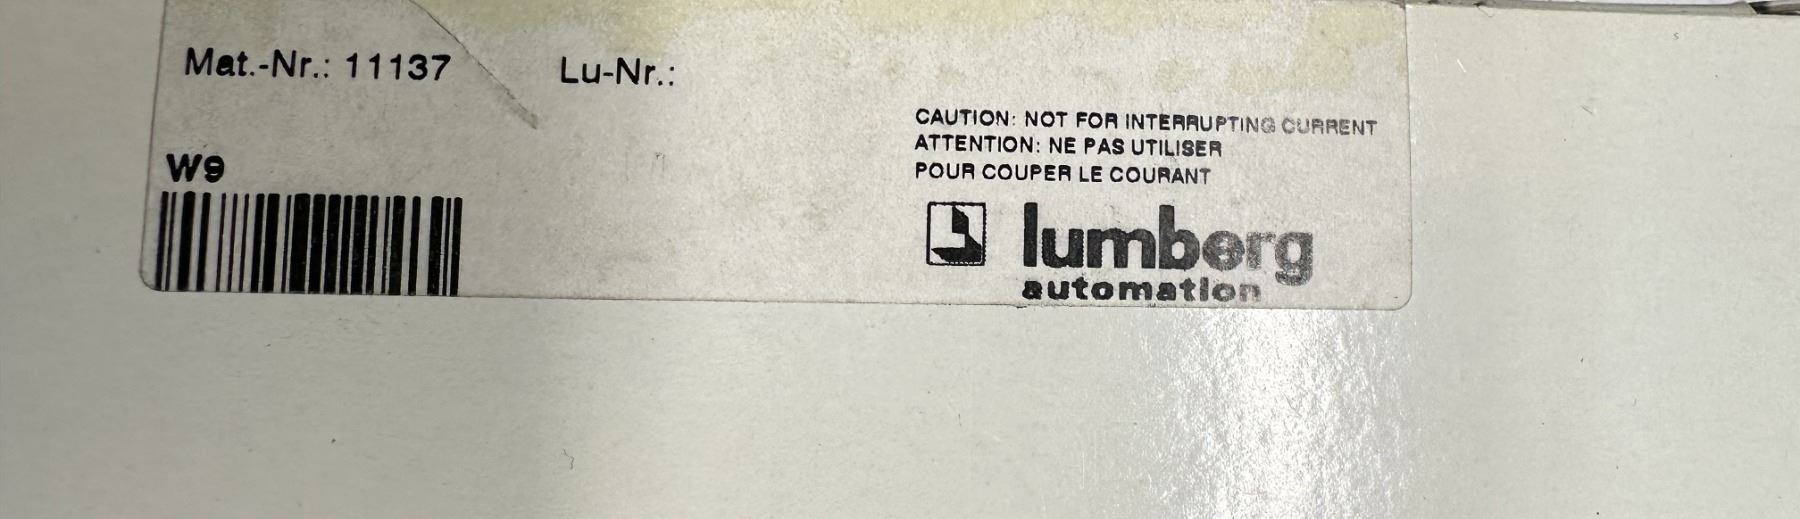 Mat.-Nr.: 11137
Lu-Nr.:
CAUTION: NOT FOR INTERRUPTING CURRENT
ATTENTION: NE PAS UTILISER
POUR COUPER LE COURANT
W9
lumberg
automation